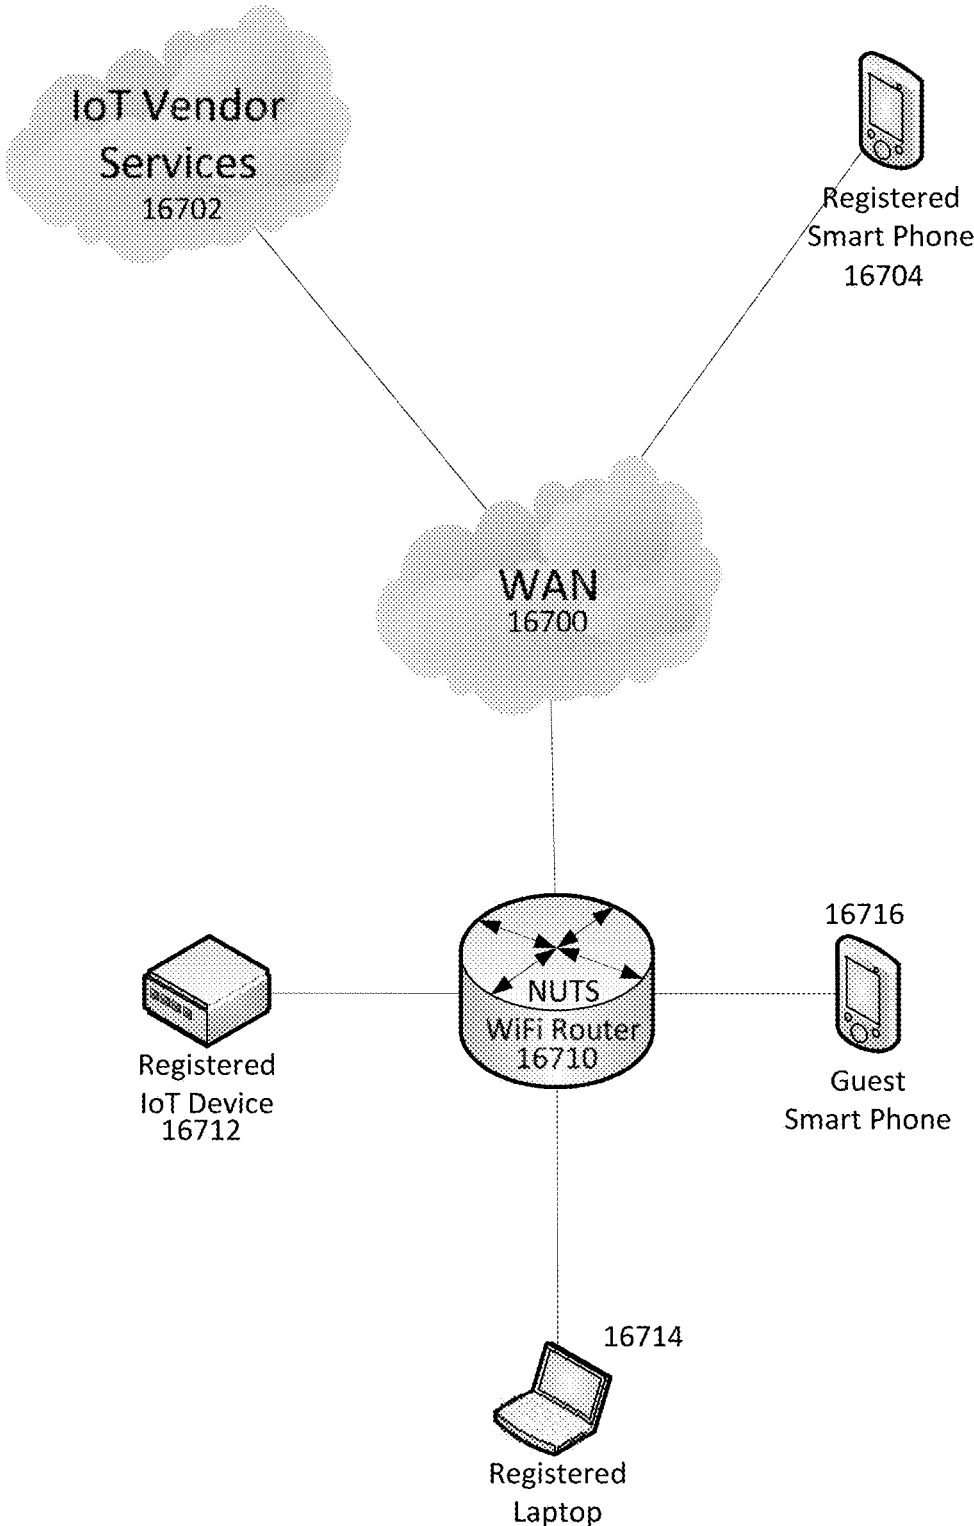 IoT Vendor
Services
16702
Registered
Smart Phone
16704
WAN
16700
NUTS
WiFi Router
16710
Registered
IoT Device
16712
16716
Guest
Smart Phone
16714
Registered
Laptop